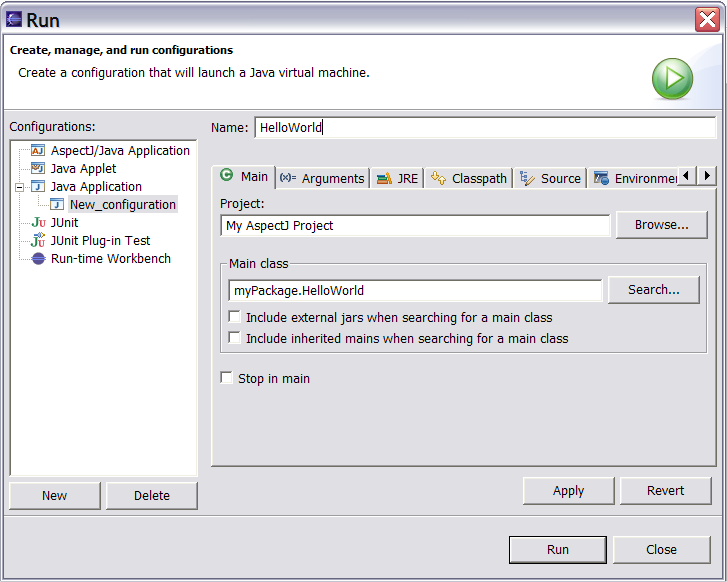 Run
Create, manage, and run configurations
Create a configuration that will launch a Java virtual machine.
Configurations:
AspectJ/Java Application
Java Applet
Java Application
New_configuration
JUnit
JUnit Plug-in Test
Run-time Workbench
New
Delete
Name: HelloWorld
Main
Arguments
JRE
Classpath
Source
Environme
Project:
My AspectJ Project
Browse...
Main class
myPackage.HelloWorld
Search...
Include external jars when searching for a main class
Include inherited mains when searching for a main class
Stop in main
Apply
Revert
Run
Close